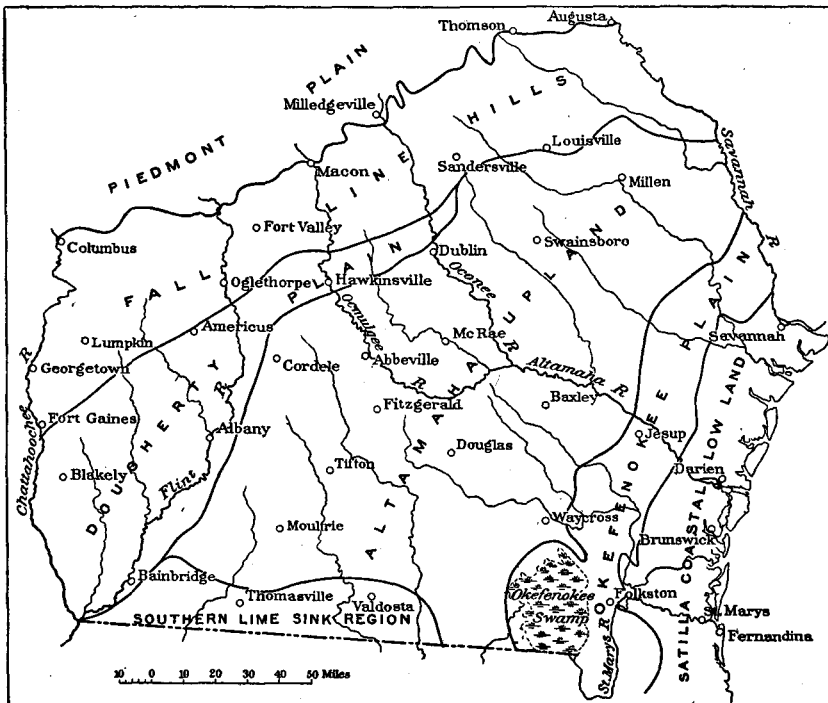 Augusta
Thomson
PIEDMONT PLAIN
Milledgeville
FALL LINE HILLS
Louisville
Savannah R
Macon
Sandersville
Millen
Fort Valley
Columbus
Swainsboro
Dublin
Oglethorpe
Hawkinsville
Oconee R
Ocmulgee R
DOUGHERTY PLAIN
ALTAMAHA UPLAND
OKEFENOKEE PLAIN
Americus
Lumpkin
McRae
Savannah
Georgetown
Cordele
Abbeville
Altamaha R
Chattahoochee R
Fort Gaines
Fitzgerald
Baxley
Albany
Flint R
Jesup
Douglas
Blakely
Tifton
Darien
SATILLA COASTAL LOW LAND
Moultrie
Waycross
Brunswick
Bainbridge
Okefenokee
Swamp
Folkston
Thomasville
Valdosta
St. Marys
SOUTHERN LIME SINK REGION
Fernandina
St. Marys R
10 0 10 20 30 40 50 Miles